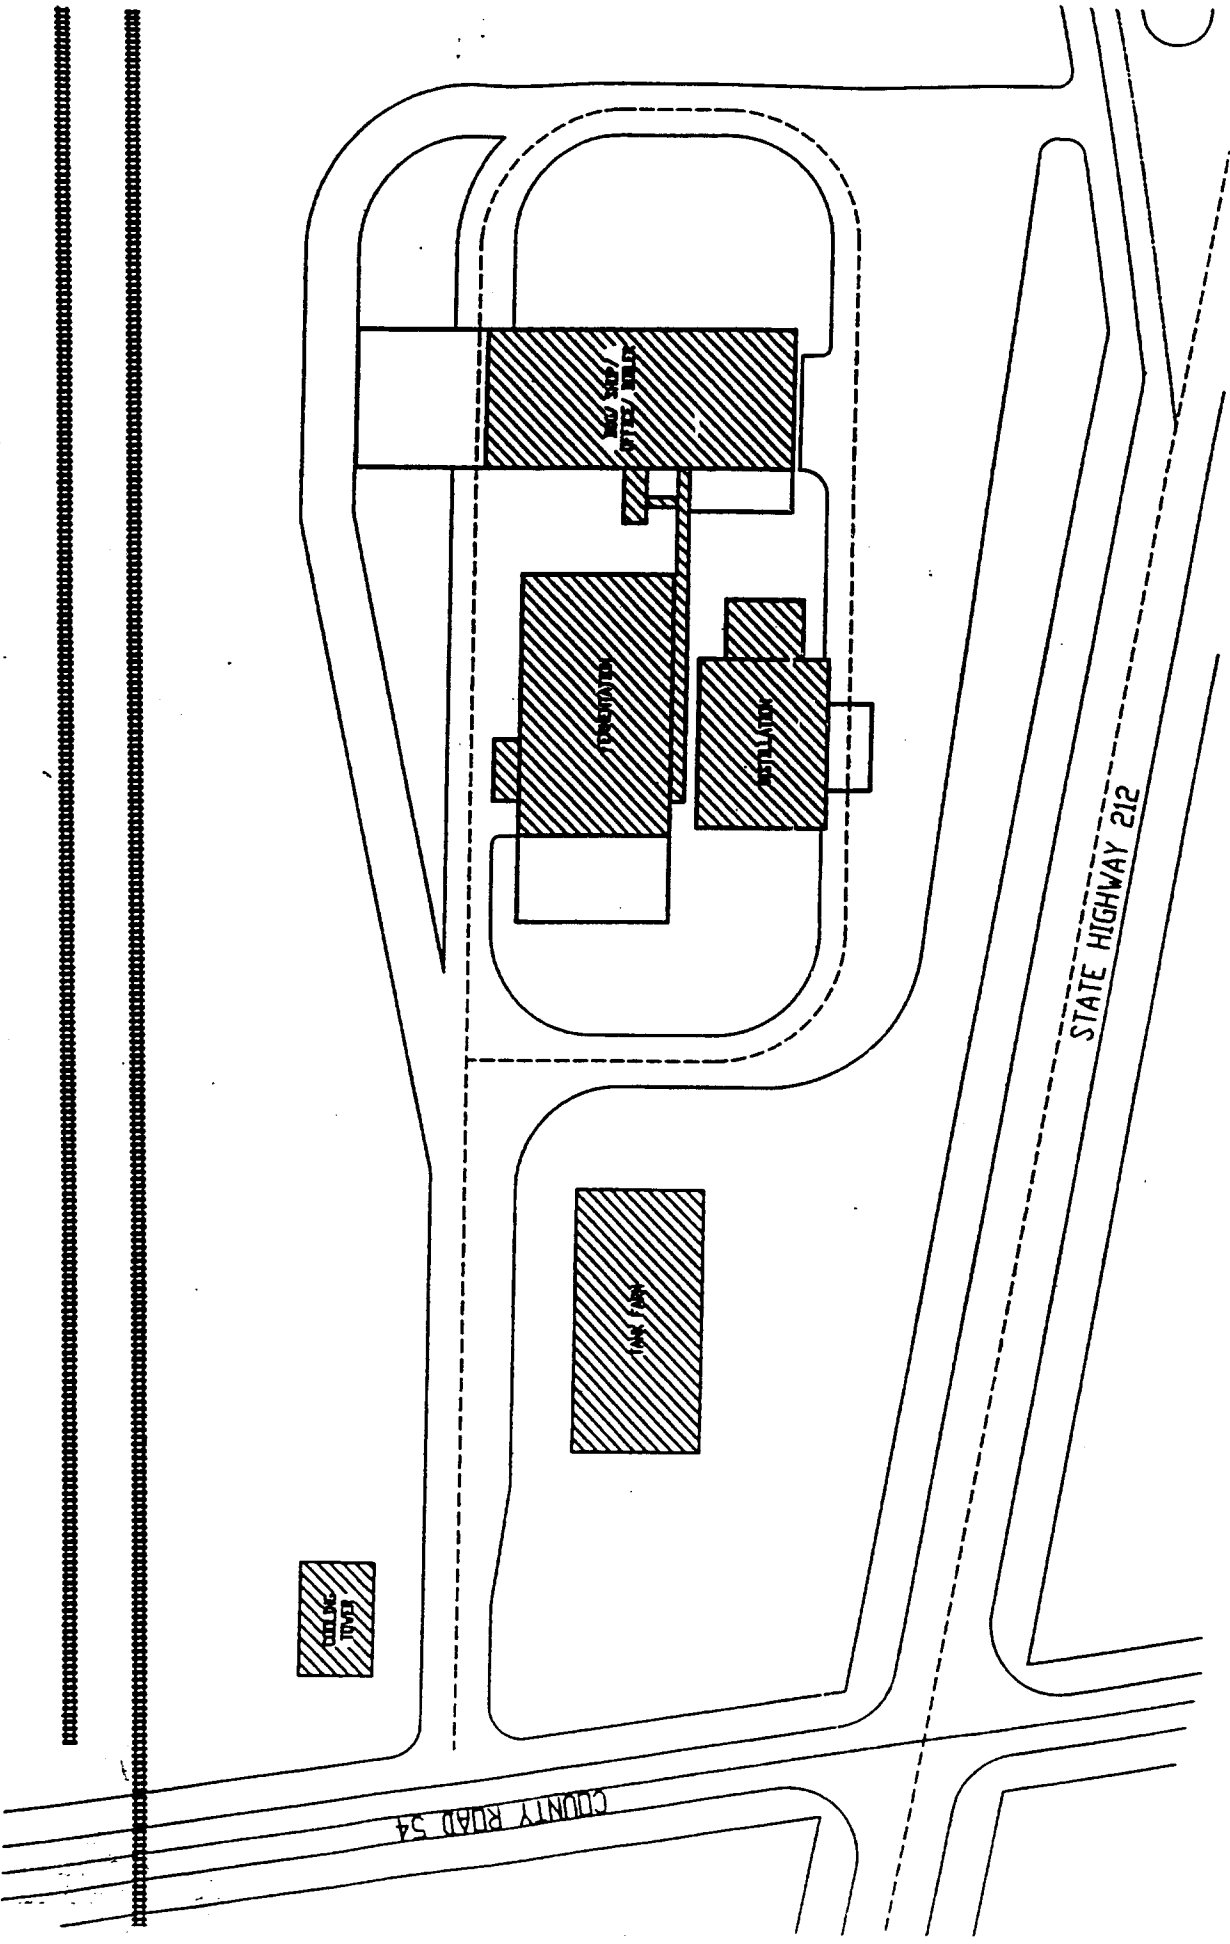 SHOP/
OFFICE/ BOILER
FERMENTATION
DISTILLATION
STATE HIGHWAY 212
TANK FARM
COOLING
TOWER
COUNTY ROAD 54